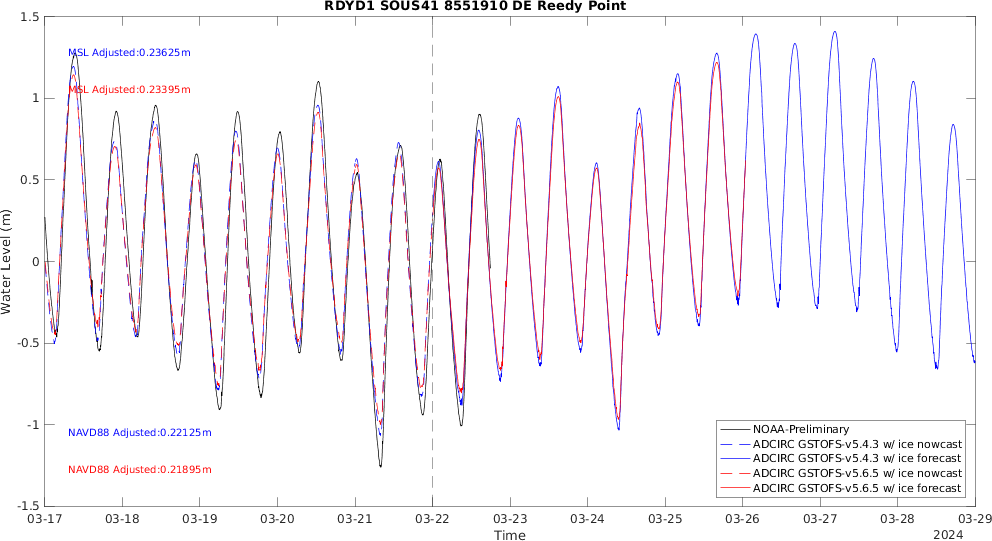 RDYD1 SOUS41 8551910 DE Reedy Point
1.5
1
0.5
0
-0.5
-1
-1.5
Water Level (m)
MSL Adjusted:0.23625m
MSL Adjusted:0.23395m
NAVD88 Adjusted:0.22125m
NAVD88 Adjusted:0.21895m
NOAA-Preliminary
ADCIRC GSTOFS-v5.4.3 w/ ice nowcast
ADCIRC GSTOFS-v5.4.3 w/ ice forecast
ADCIRC GSTOFS-v5.6.5 w/ ice nowcast
ADCIRC GSTOFS-v5.6.5 w/ ice forecast
03-17 03-18 03-19 03-20 03-21 03-22 03-23 03-24 03-25 03-26 03-27 03-28 03-29
Time
2024